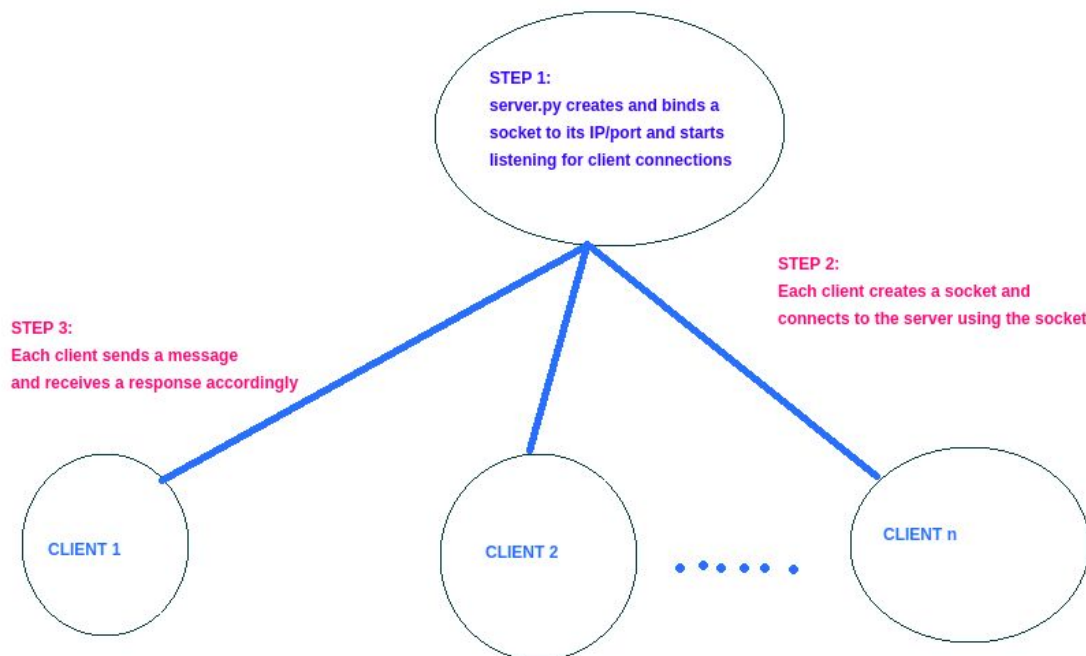 STEP 1:
server.py creates and binds a
socket to its IP/port and starts
listening for client connections
STEP 2:
Each client creates a socket and
connects to the server using the socket
STEP 3:
Each client sends a message
and receives a response accordingly
CLIENT 1
CLIENT 2
CLIENT n